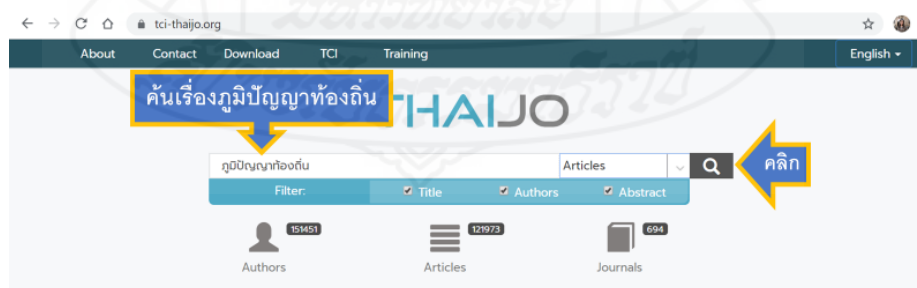 tci-thaijo.org
About Contact Download TCI Training English
ค้นเรื่องภูมิปัญญาท้องถิ่น
THAIJO
ภูมิปัญญาท้องถิ่น Articles
คลิก
Filter: Title Authors Abstract
151451 121973 694
Authors Articles Journals